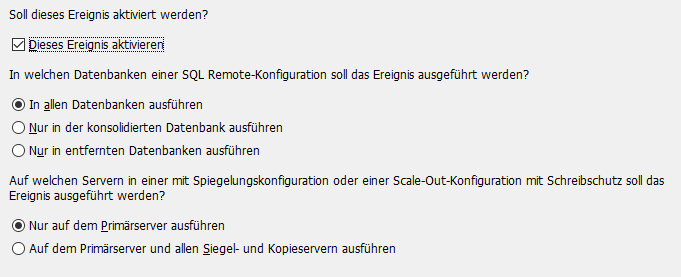 Soll dieses Ereignis aktiviert werden?
Dieses Ereignis aktivieren
In welchen Datenbanken einer SQL Remote-Konfiguration soll das Ereignis ausgeführt werden?
In allen Datenbanken ausführen
Nur in der konsolidierten Datenbank ausführen
Nur in entfernten Datenbanken ausführen
Auf welchen Servern in einer mit Spiegelungskonfiguration oder einer Scale-Out-Konfiguration mit Schreibschutz soll das
Ereignis ausgeführt werden?
Nur auf dem Primärserver ausführen
Auf dem Primärserver und allen Siegel- und Kopieservern ausführen